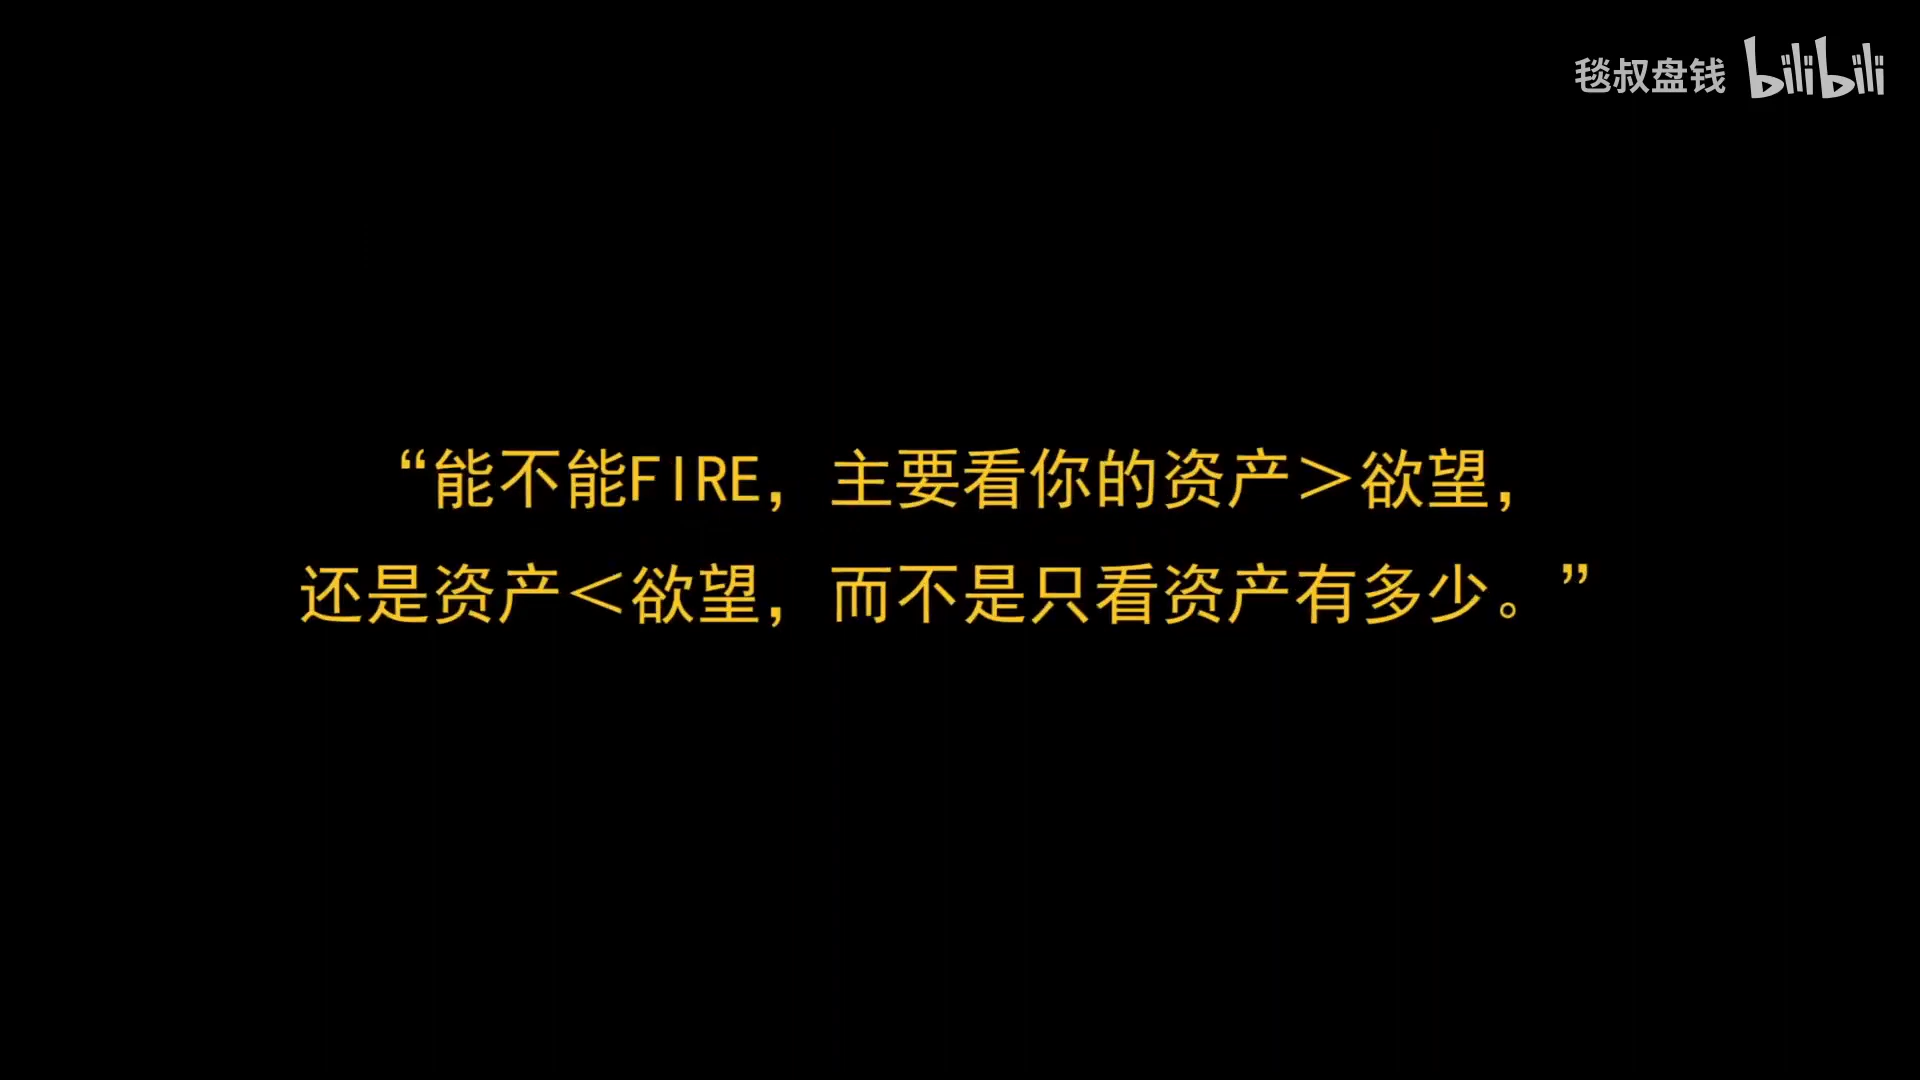 毯叔盘钱 bilibili
“能不能FIRE，主要看你的资产＞欲望，
还是资产＜欲望，而不是只看资产有多少。”